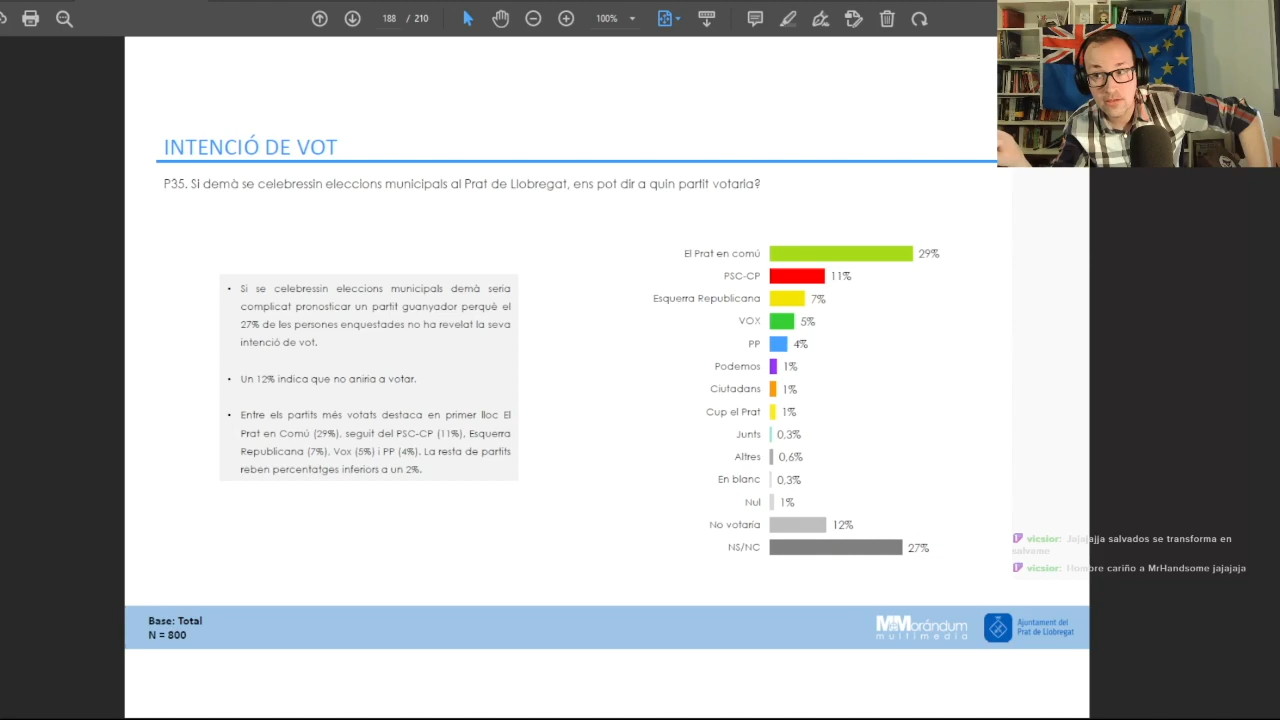 188 / 210
100%
INTENCIÓ DE VOT
P35. Si demà se celebressin eleccions municipals al Prat de Llobregat, ens pot dir a quin partit votaria?
Si se celebressin eleccions municipals demà seria
complicat pronosticar un partit guanyador perquè el
27% de les persones enquestades no ha revelat la seva
intenció de vot.
Un 12% indica que no aniria a votar.
Entre els partits més votats destaca en primer lloc El
Prat en Comú (29%), seguit del PSC-CP (11%), Esquerra
Republicana (7%), Vox (5%) i PP (4%). La resta de partits
reben percentatges inferiors a un 2%.
El Prat en comú 29%
PSC-CP 11%
Esquerra Republicana 7%
VOX 5%
PP 4%
Podemos 1%
Ciutadans 1%
Cup el Prat 1%
Junts 0,3%
Altres 0,6%
En blanc 0,3%
Nul 1%
No votaria 12%
NS/NC 27%
vicsior: Jajajajja salvados se transforma en
salvame
vicsior: Hombre cariño a MrHandsome jajajaja
Base: Total
N = 800
MMorándum
multimedia
Ajuntament del
Prat de Llobregat